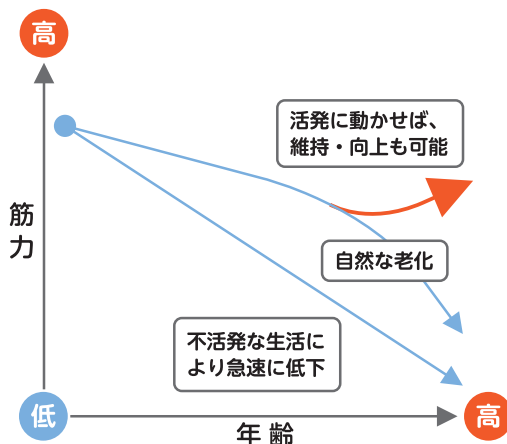 高
活発に動かせば、
維持・向上も可能
筋力
自然な老化
不活発な生活に
より急速に低下
低
高
年齢